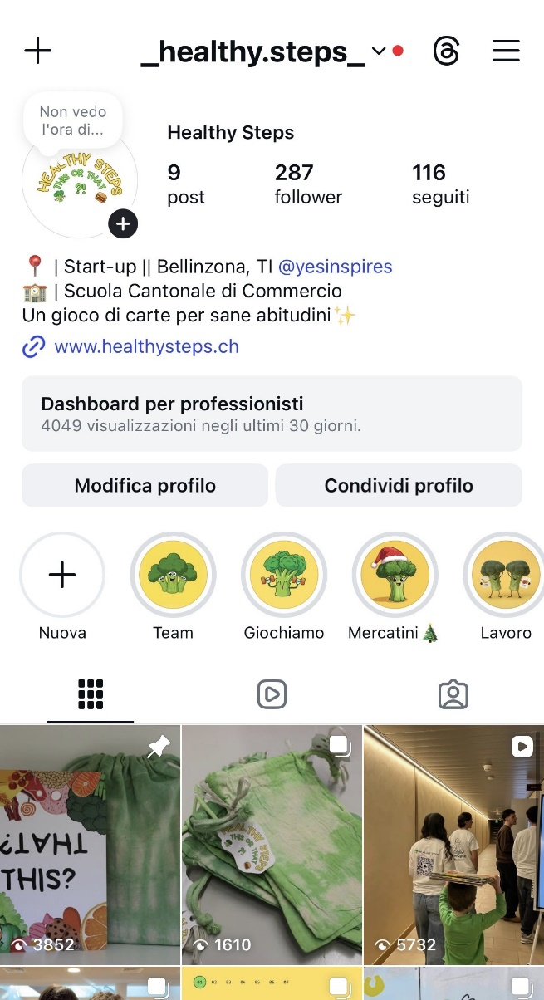 _healthy.steps_
Non vedo
l'ora di...
HEALTHY STEPS
THIS OR THAT
?!
Healthy Steps
9 287 116
post follower seguiti
📍 | Start-up || Bellinzona, TI @yesinspires
🏫 | Scuola Cantonale di Commercio
Un gioco di carte per sane abitudini✨
www.healthysteps.ch
Dashboard per professionisti
4049 visualizzazioni negli ultimi 30 giorni.
Modifica profilo Condividi profilo
Nuova Team Giochiamo Mercatini🎄 Lavoro
THAT?
THIS?
HEALTHY STEPS
THIS OR THAT
?!
3852 1610 5732
01 02 03 04 05 06 07